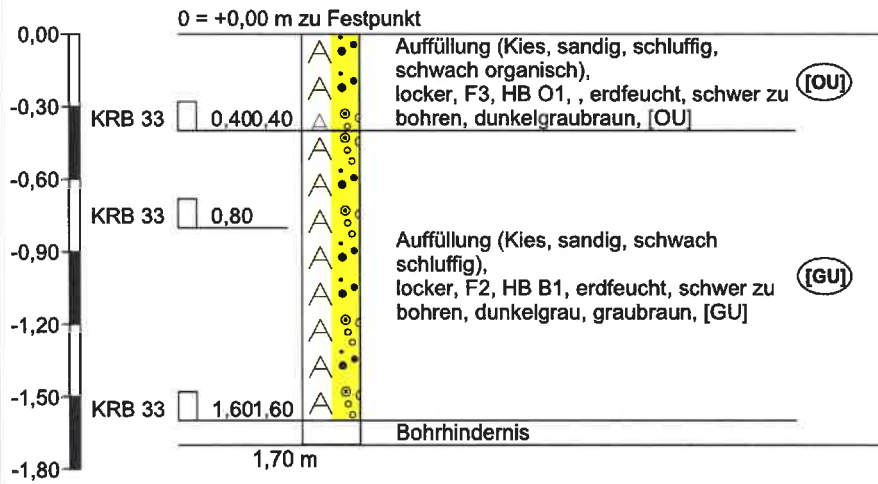 0 = +0,00 m zu Festpunkt
0,00
Auffüllung (Kies, sandig, schluffig,
schwach organisch),
locker, F3, HB O1, , erdfeucht, schwer zu
bohren, dunkelgraubraun, [OU]
[OU]
-0,30
KRB 33 0,400,40
-0,60
KRB 33 0,80
-0,90
Auffüllung (Kies, sandig, schwach
schluffig),
locker, F2, HB B1, erdfeucht, schwer zu
bohren, dunkelgrau, graubraun, [GU]
[GU]
-1,20
-1,50
KRB 33 1,601,60
Bohrhindernis
1,70 m
-1,80